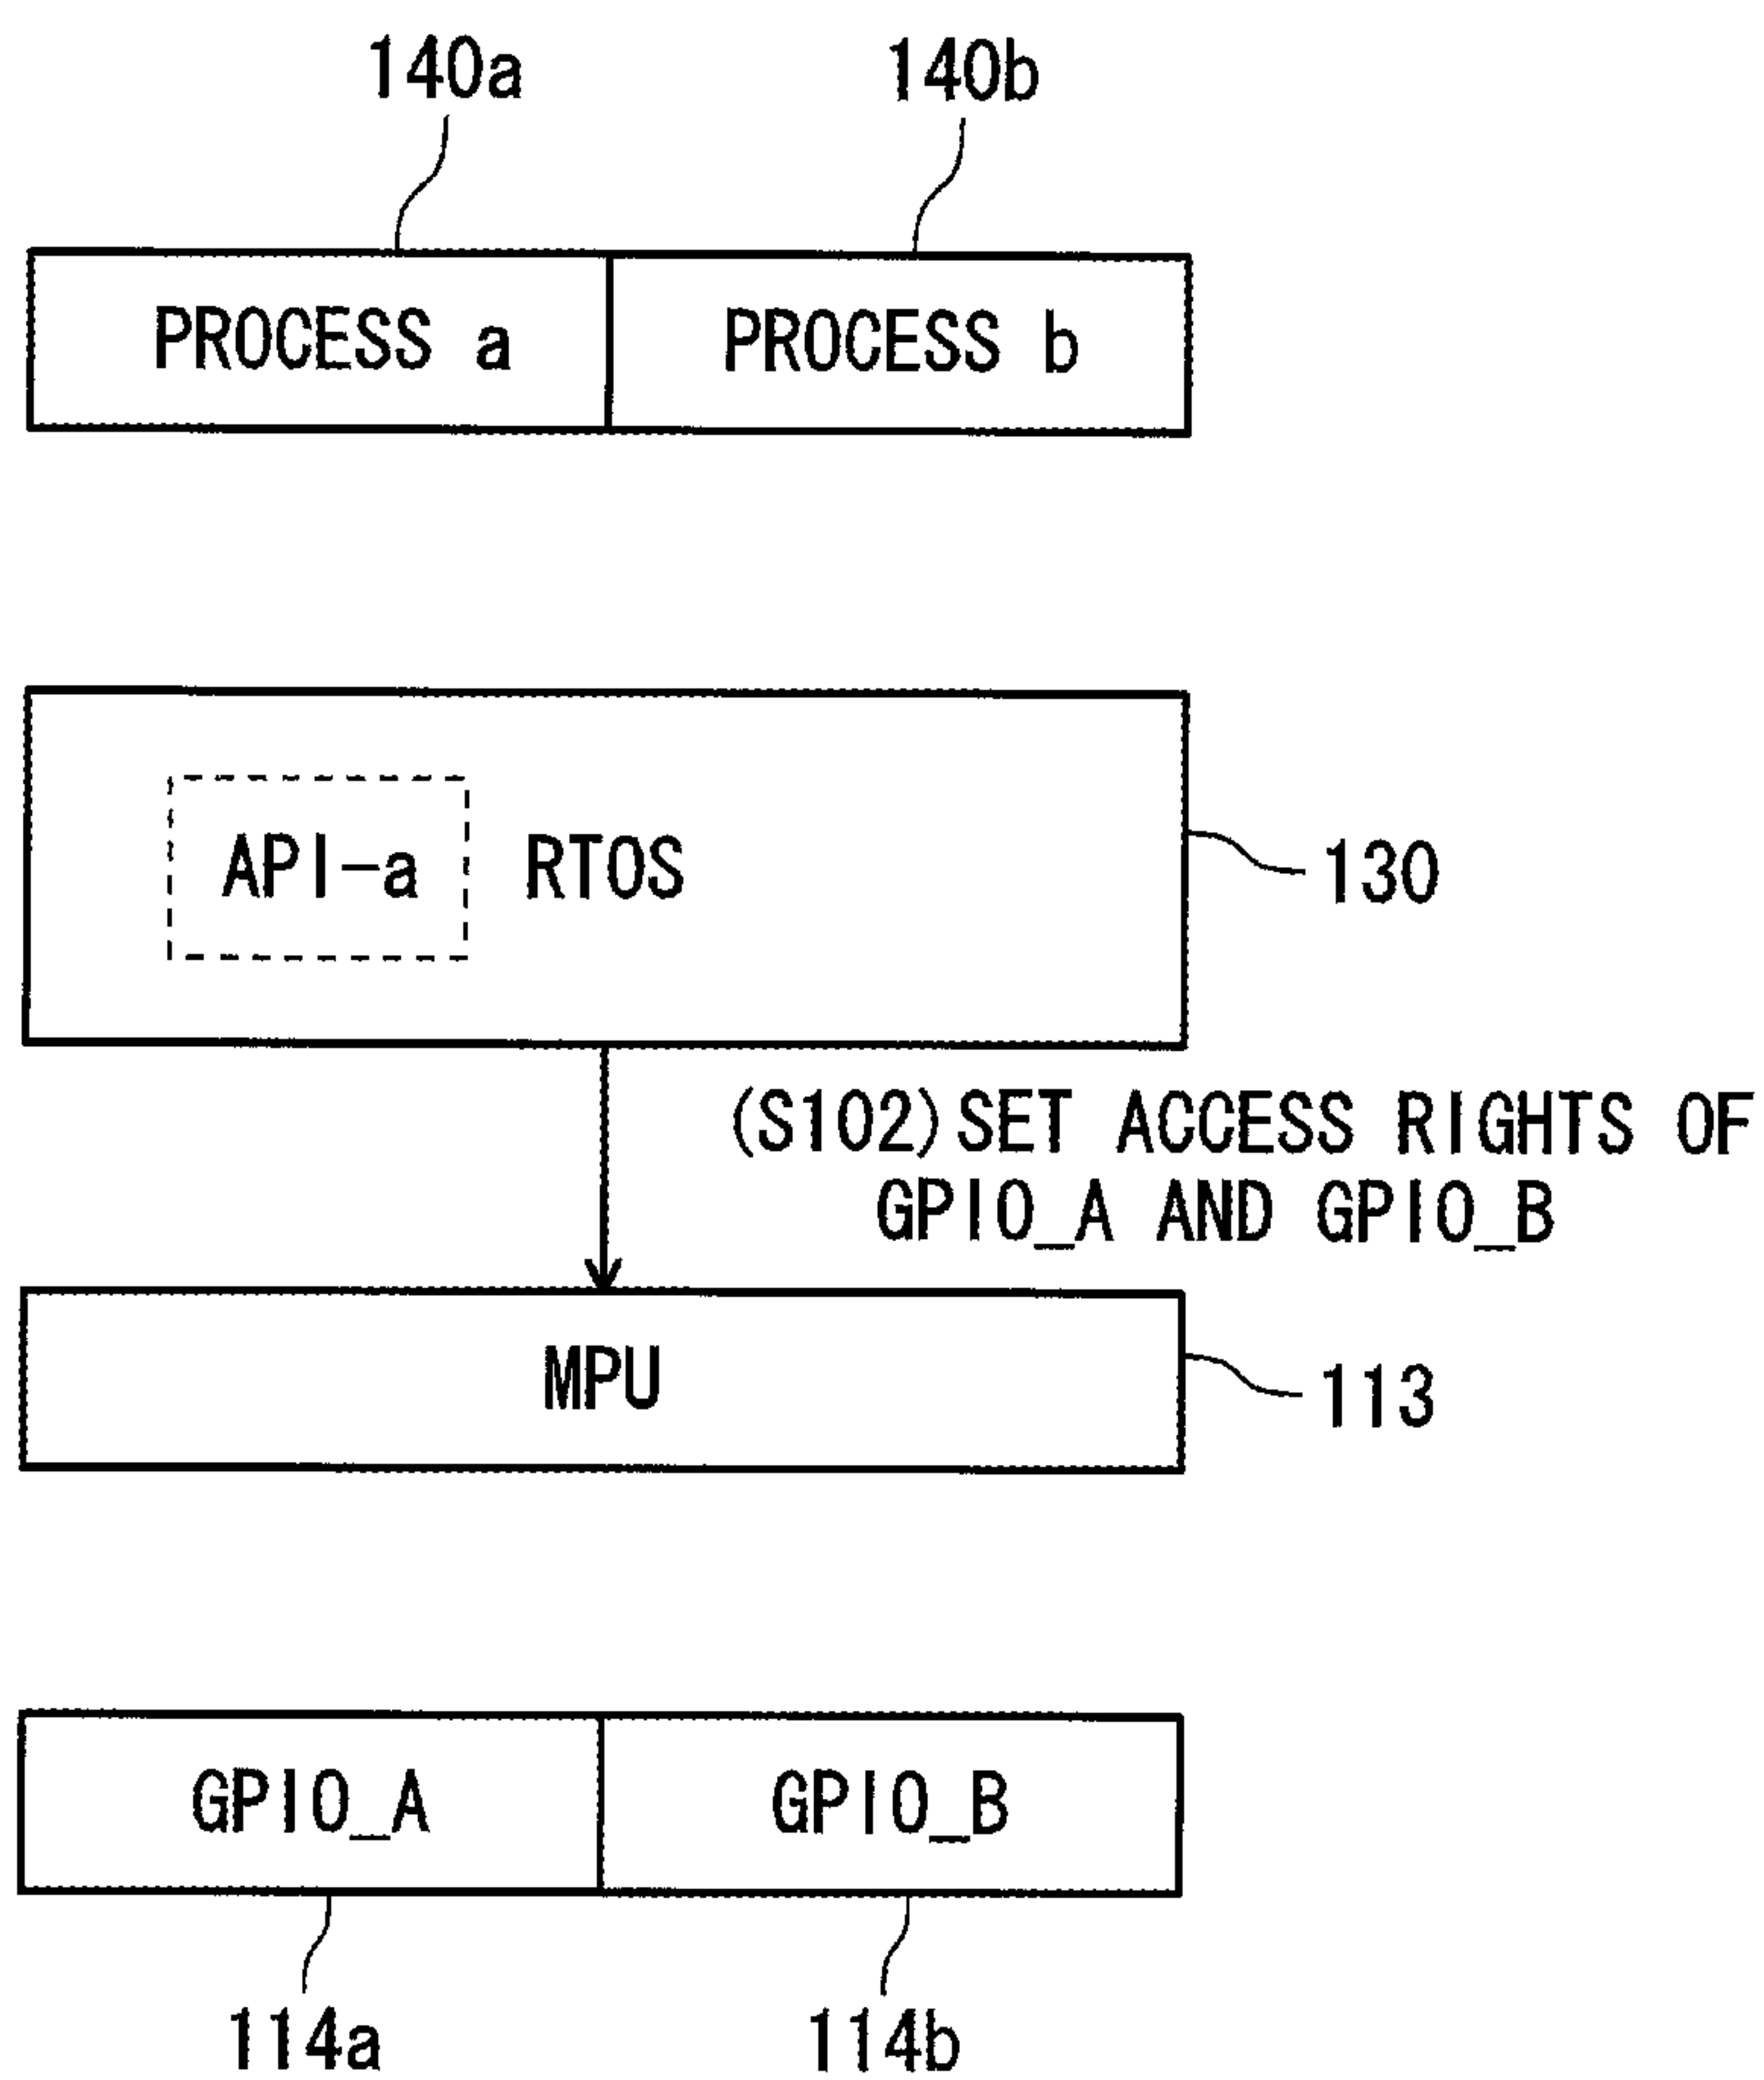 140a 140b
PROCESS a PROCESS b
API-a RTOS
130
(S102) SET ACCESS RIGHTS OF
GPIO_A AND GPIO_B
MPU
113
GPIO_A GPIO_B
114a 114b